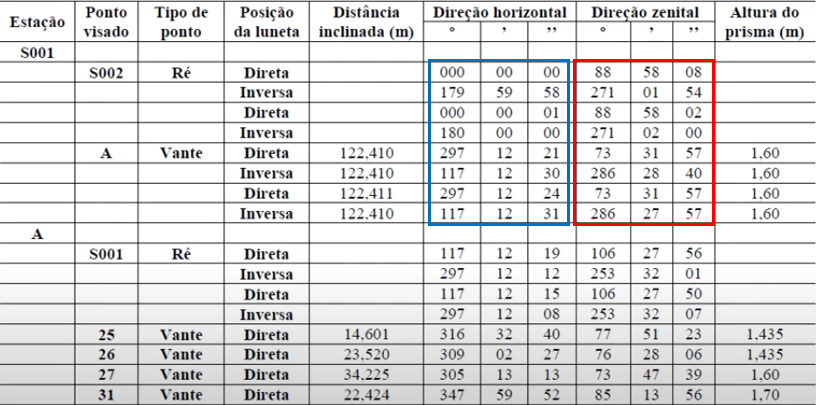 Estação Ponto visado Tipo de ponto Posição da luneta Distância inclinada (m) Direção horizontal Direção zenital Altura do prisma (m)
° ’ ’’ ° ’ ’’
S001
S002 Ré Direta 000 00 00 88 58 08
Inversa 179 59 58 271 01 54
Direta 000 00 01 88 58 02
Inversa 180 00 00 271 02 00
A Vante Direta 122,410 297 12 21 73 31 57 1,60
Inversa 122,410 117 12 30 286 28 40 1,60
Direta 122,411 297 12 24 73 31 57 1,60
Inversa 122,410 117 12 31 286 27 57 1,60
A
S001 Ré Direta 117 12 19 106 27 56
Inversa 297 12 12 253 32 01
Direta 117 12 15 106 27 50
Inversa 297 12 08 253 32 07
25 Vante Direta 14,601 316 32 40 77 51 23 1,435
26 Vante Direta 23,520 309 02 27 76 28 06 1,435
27 Vante Direta 34,225 305 13 13 73 47 39 1,60
31 Vante Direta 22,424 347 59 52 85 13 56 1,70